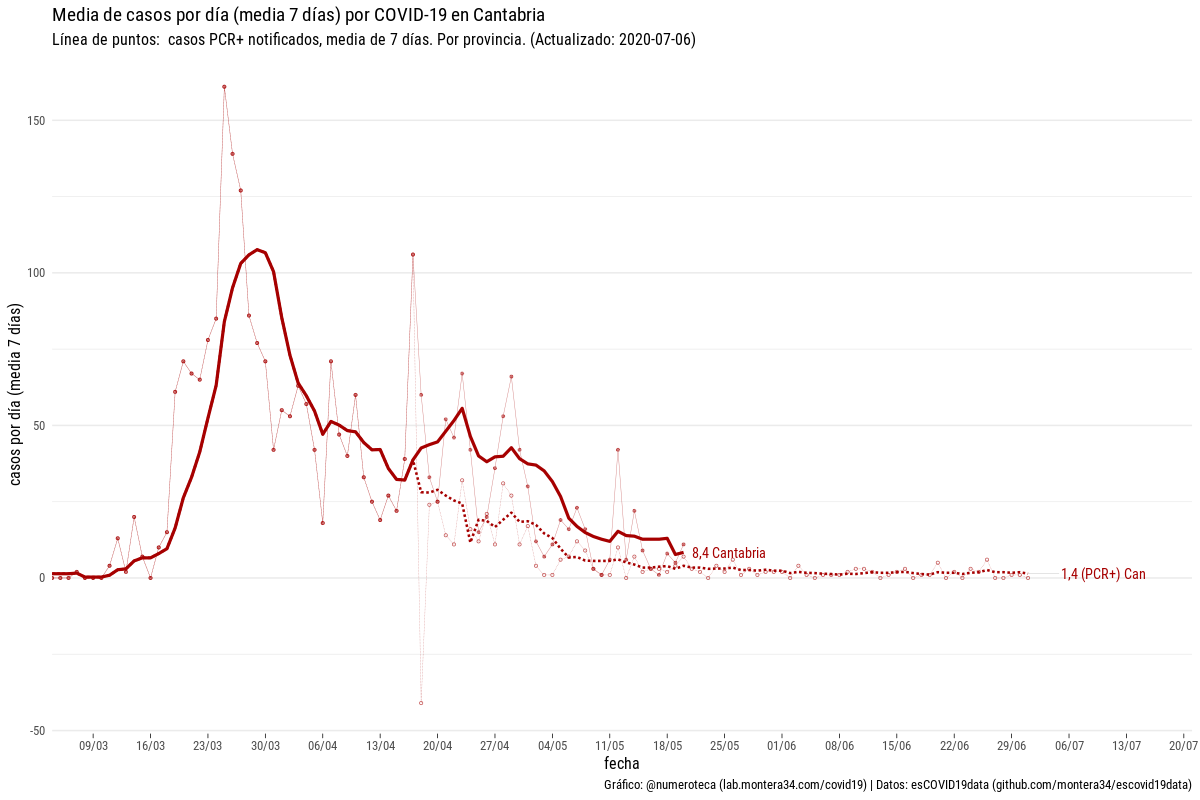 Media de casos por día (media 7 días) por COVID-19 en Cantabria
Línea de puntos:  casos PCR+ notificados, media de 7 días. Por provincia. (Actualizado: 2020-07-06)
casos por día (media 7 días)
150
100
50
0
-50
8,4 Cantabria
1,4 (PCR+) Can
09/03 16/03 23/03 30/03 06/04 13/04 20/04 27/04 04/05 11/05 18/05 25/05 01/06 08/06 15/06 22/06 29/06 06/07 13/07 20/07
fecha
Gráfico: @numeroteca (lab.montera34.com/covid19) | Datos: esCOVID19data (github.com/montera34/escovid19data)